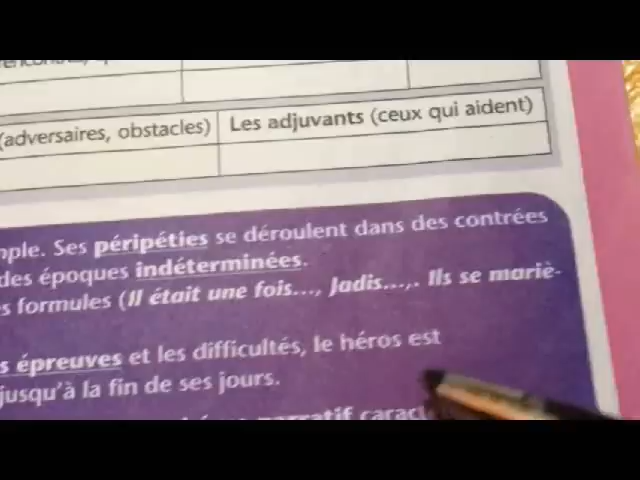 (adversaires, obstacles) Les adjuvants (ceux qui aident)
Ses péripéties se déroulent dans des contrées
des époques indéterminées.
formules (Il était une fois..., Jadis...,. Ils se mariè-
épreuves et les difficultés, le héros est
jusqu'à la fin de ses jours.